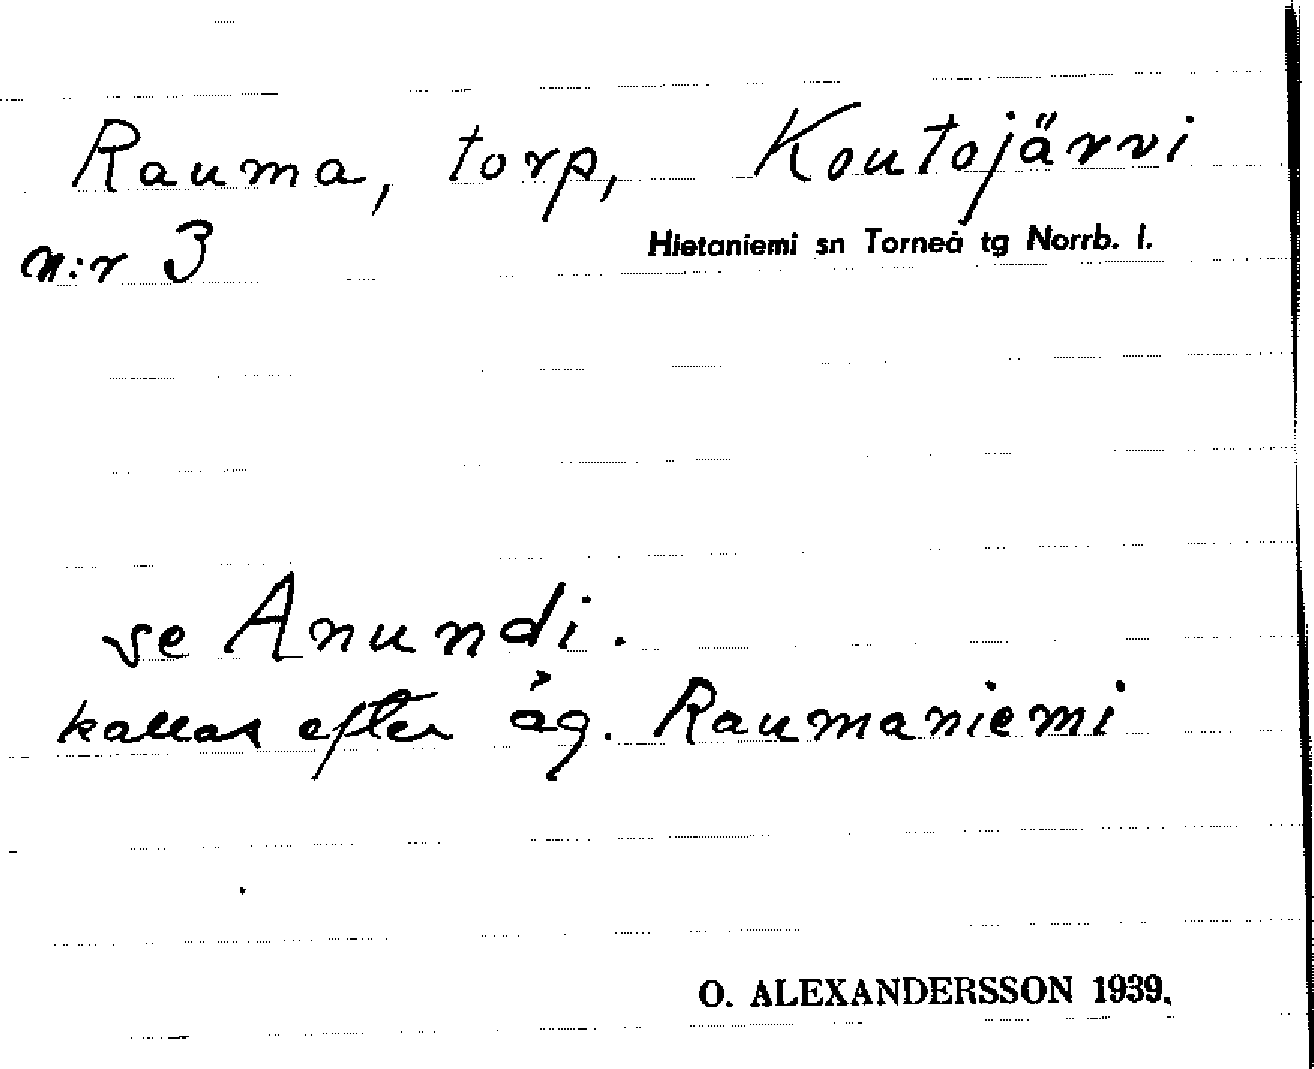 Rauma, torp, Koutojärvi
n:r 3
Hietaniemi sn Torneå tg Norrb. l.
se Anundi.
kallas efter äg. Raumaniemi
O. ALEXANDERSSON 1939.